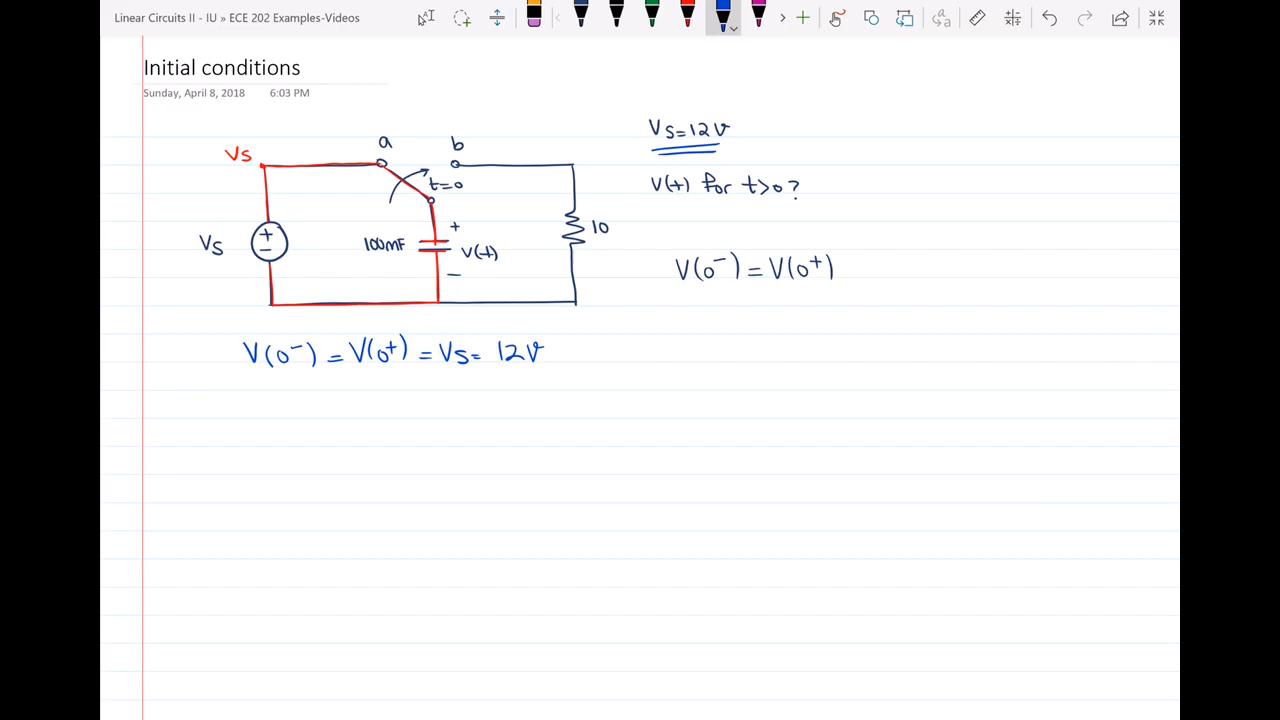 Linear Circuits II - IU » ECE 202 Examples-Videos
Initial conditions
Sunday, April 8, 2018 6:03 PM
a b
Vs
t=0
Vs
+
-
100mF
+
V(t)
-
10
Vs=12V
V(t) for t>0?
V(0⁻) = V(0⁺)
V(0⁻) = V(0⁺) = Vs = 12V